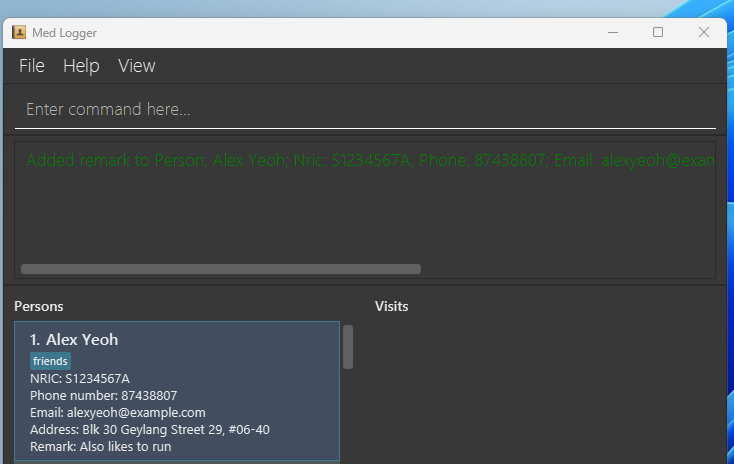 Med Logger
File Help View
Enter command here...
Added remark to Person: Alex Yeoh; Nric: S1234567A; Phone: 87438807; Email: alexyeoh@exan
Persons
Visits
1. Alex Yeoh
friends
NRIC: S1234567A
Phone number: 87438807
Email: alexyeoh@example.com
Address: Blk 30 Geylang Street 29, #06-40
Remark: Also likes to run